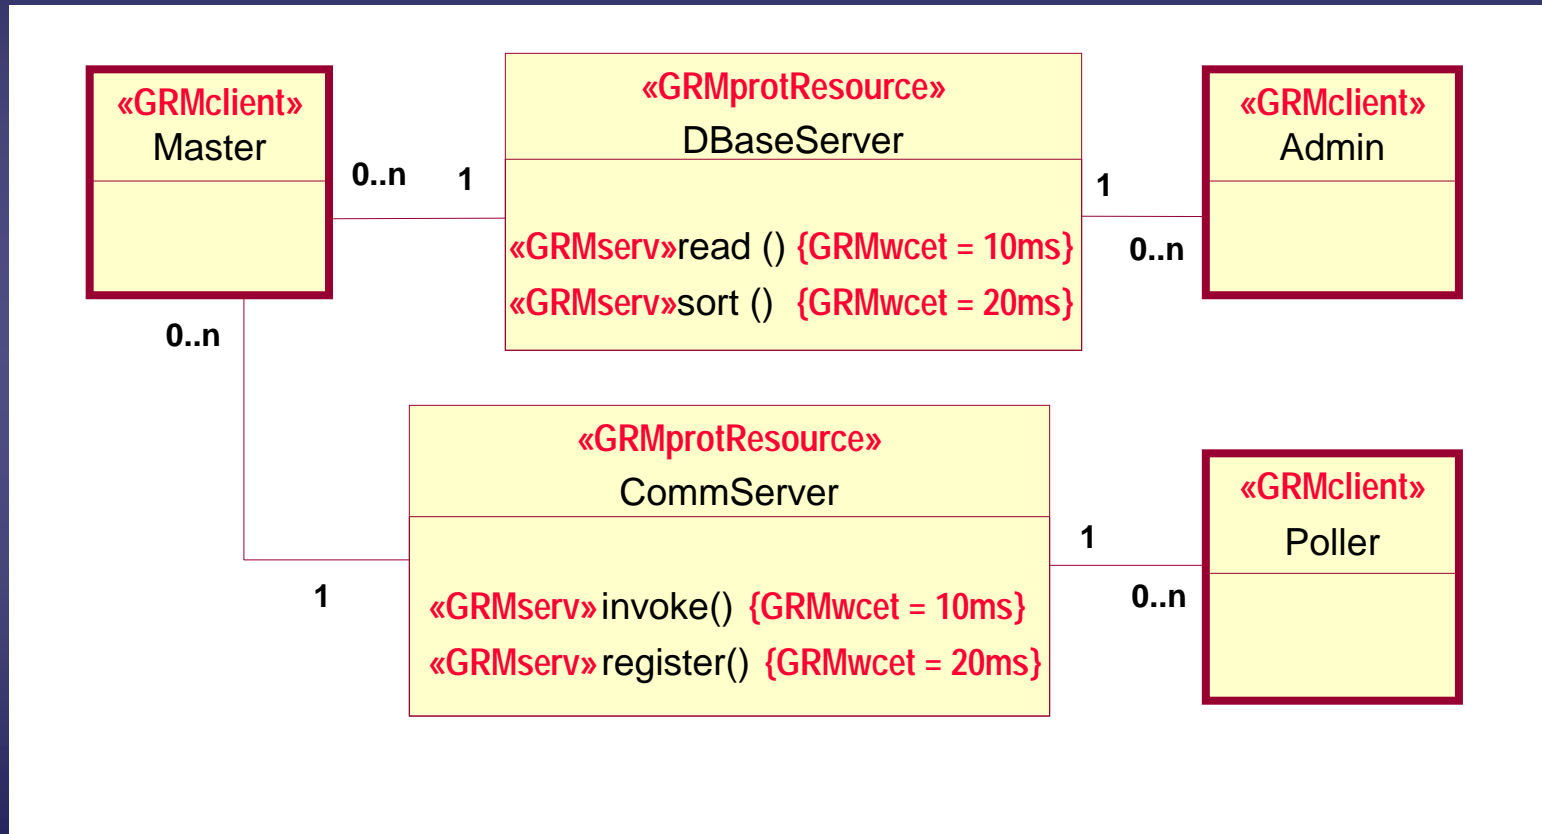 «GRMclient»
Master
0..n
1
«GRMprotResource»
DBaseServer
«GRMserv»read () {GRMwcet = 10ms}
«GRMserv»sort () {GRMwcet = 20ms}
1
0..n
«GRMclient»
Admin
0..n
1
«GRMprotResource»
CommServer
«GRMserv» invoke() {GRMwcet = 10ms}
«GRMserv» register() {GRMwcet = 20ms}
1
0..n
«GRMclient»
Poller